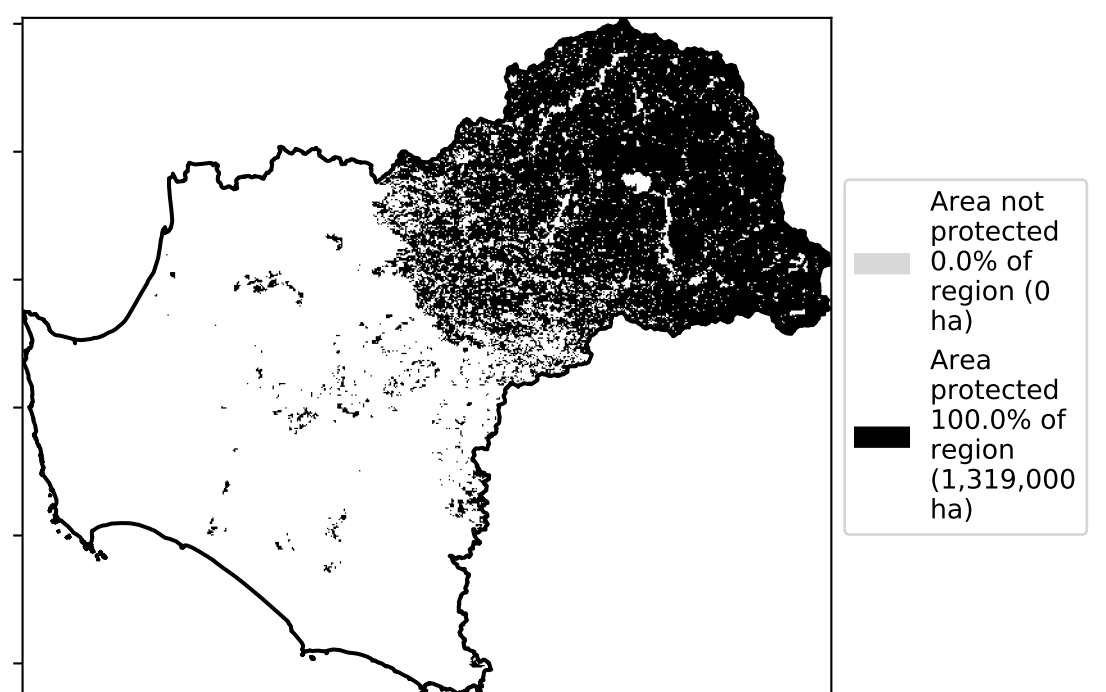 Area not
protected
0.0% of
region (0
ha)
Area
protected
100.0% of
region
(1,319,000
ha)